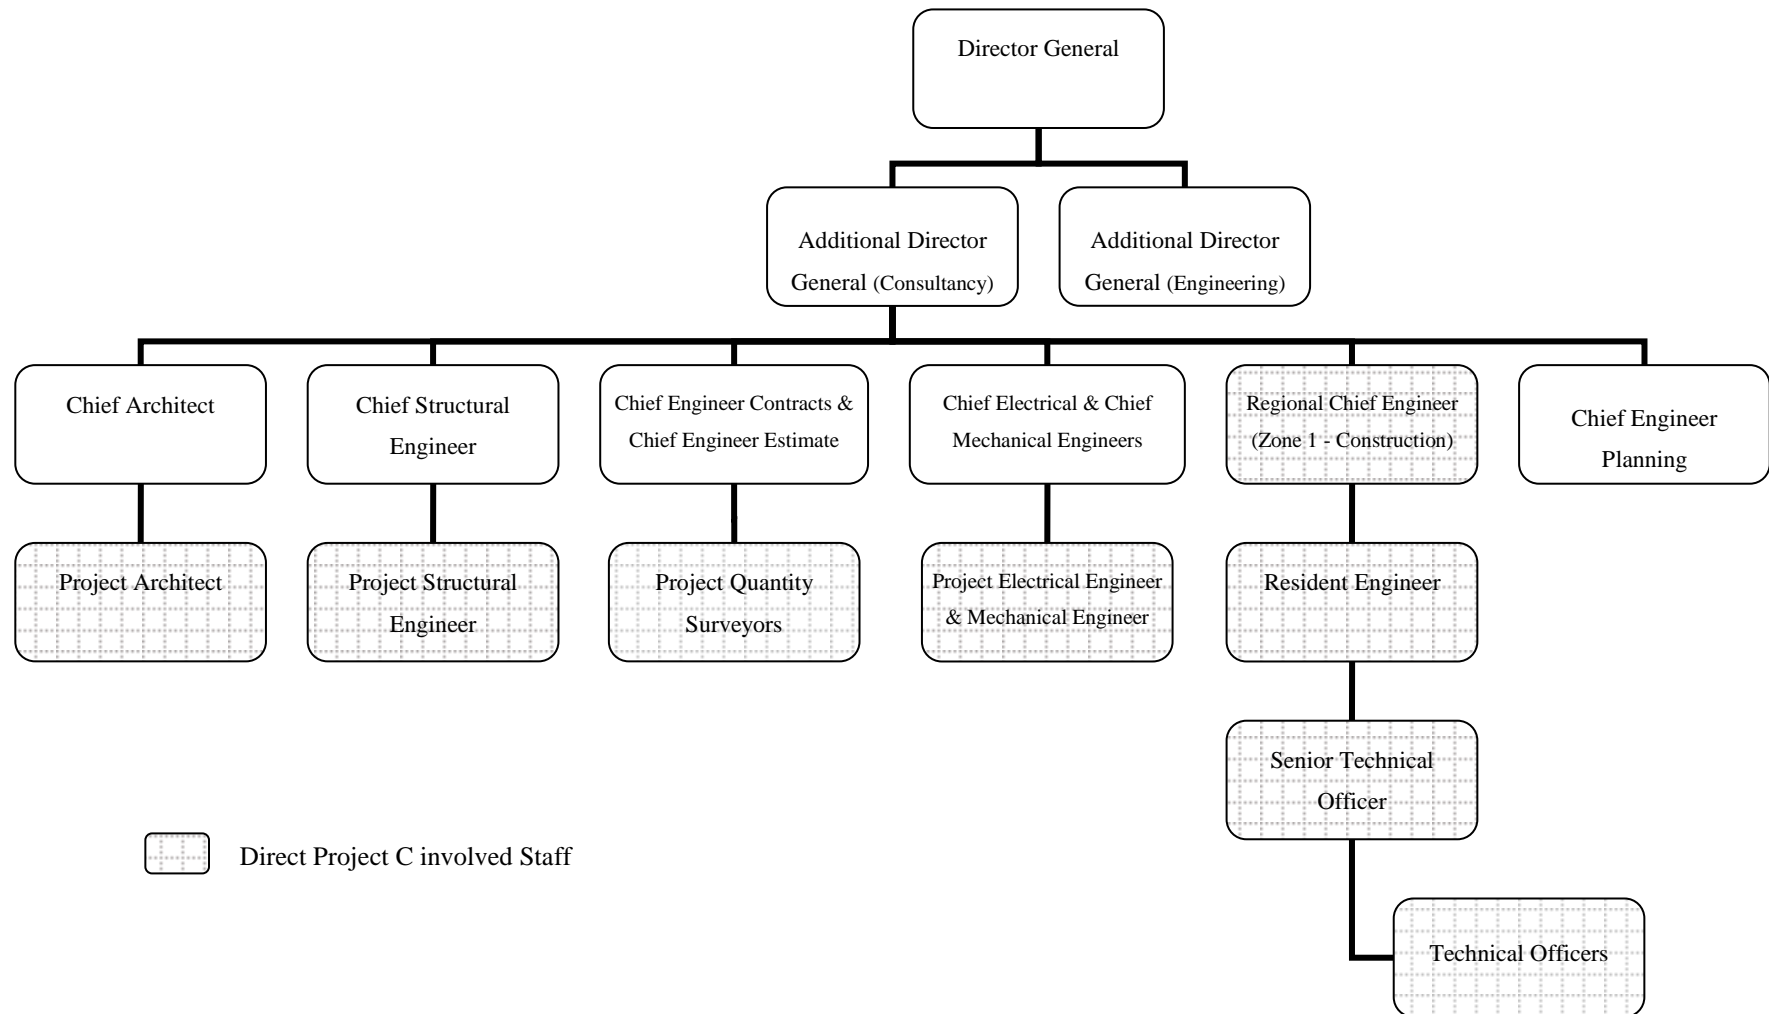 Director General
Additional Director
General (Consultancy)
Additional Director
General (Engineering)
Chief Architect
Chief Structural
Engineer
Chief Engineer Contracts &
Chief Engineer Estimate
Chief Electrical & Chief
Mechanical Engineers
Regional Chief Engineer
(Zone 1 - Construction)
Chief Engineer
Planning
Project Architect
Project Structural
Engineer
Project Quantity
Surveyors
Project Electrical Engineer
& Mechanical Engineer
Resident Engineer
Senior Technical
Officer
Direct Project C involved Staff
Technical Officers